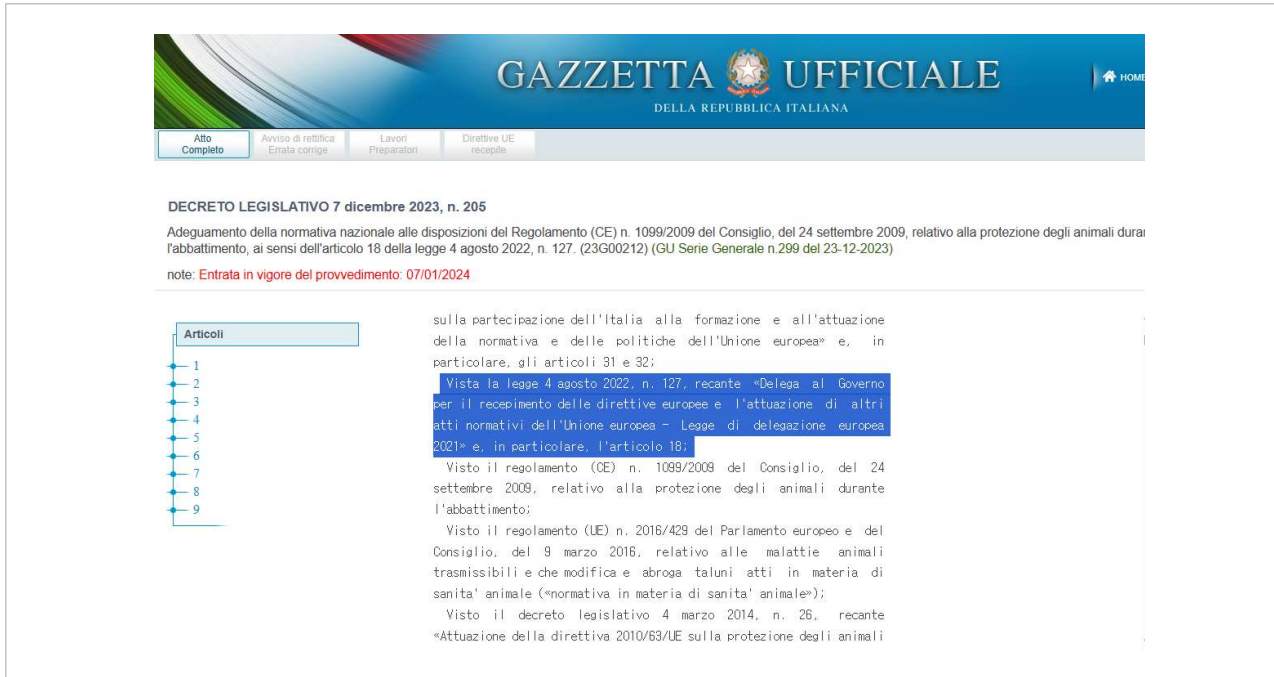 GAZZETTA UFFICIALE
DELLA REPUBBLICA ITALIANA
HOME
Atto
Completo
Avviso di rettifica
Errata corrige
Lavori
Preparatori
Direttive UE
recepite
DECRETO LEGISLATIVO 7 dicembre 2023, n. 205
Adeguamento della normativa nazionale alle disposizioni del Regolamento (CE) n. 1099/2009 del Consiglio, del 24 settembre 2009, relativo alla protezione degli animali dura
l'abbattimento, ai sensi dell'articolo 18 della legge 4 agosto 2022, n. 127. (23G00212) (GU Serie Generale n.299 del 23-12-2023)
note: Entrata in vigore del provvedimento: 07/01/2024
Articoli
1
2
3
4
5
6
7
8
9
sulla partecipazione dell'Italia alla formazione e all'attuazione
della normativa e delle politiche dell'Unione europea» e, in
particolare, gli articoli 31 e 32;
Vista la legge 4 agosto 2022, n. 127, recante «Delega al Governo
per il recepimento delle direttive europee e l'attuazione di altri
atti normativi dell'Unione europea - Legge di delegazione europea
2021» e, in particolare, l'articolo 18;
Visto il regolamento (CE) n. 1099/2009 del Consiglio, del 24
settembre 2009, relativo alla protezione degli animali durante
l'abbattimento;
Visto il regolamento (UE) n. 2016/429 del Parlamento europeo e del
Consiglio, del 9 marzo 2016, relativo alle malattie animali
trasmissibili e che modifica e abroga taluni atti in materia di
sanita' animale («normativa in materia di sanita' animale»);
Visto il decreto legislativo 4 marzo 2014, n. 26, recante
«Attuazione della direttiva 2010/63/UE sulla protezione degli animali